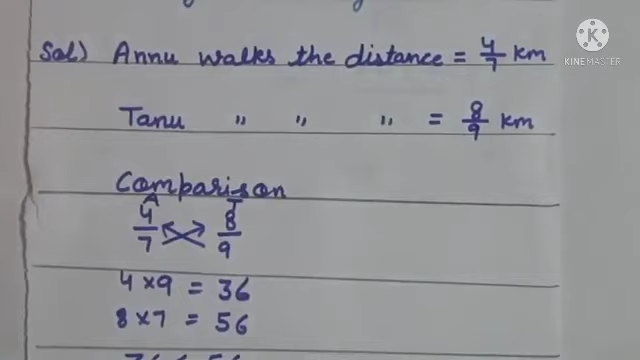 Sol) Annu walks the distance = 4/7 km
Tanu " " " = 8/9 km
Comparison
A T
4/7 8/9
4 × 9 = 36
8 × 7 = 56
KINEMASTER